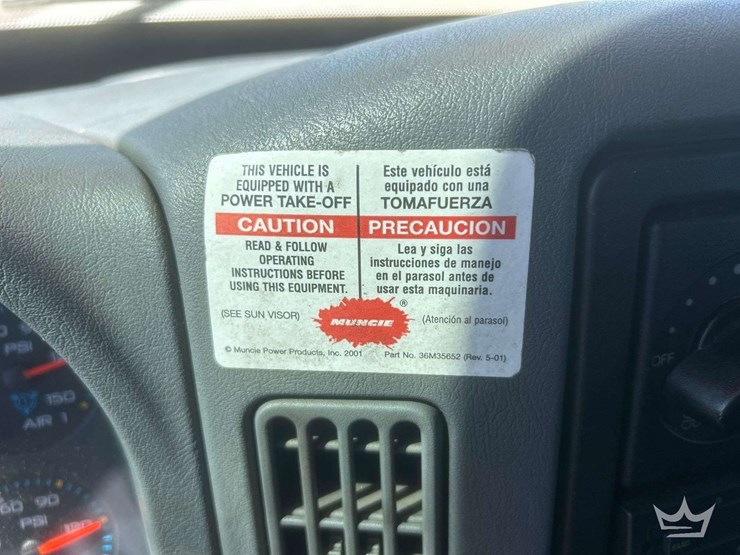 THIS VEHICLE IS
EQUIPPED WITH A
POWER TAKE-OFF
CAUTION
READ & FOLLOW
OPERATING
INSTRUCTIONS BEFORE
USING THIS EQUIPMENT.
(SEE SUN VISOR)
Este vehículo está
equipado con una
TOMAFUERZA
PRECAUCION
Lea y siga las
instrucciones de manejo
en el parasol antes de
usar esta maquinaria.
(Atención al parasol)
MUNCIE ®
© Muncie Power Products, Inc. 2001
Part No. 36M35652 (Rev. 5-01)
PSI
150
AIR 1
60 90
PSI
OFF